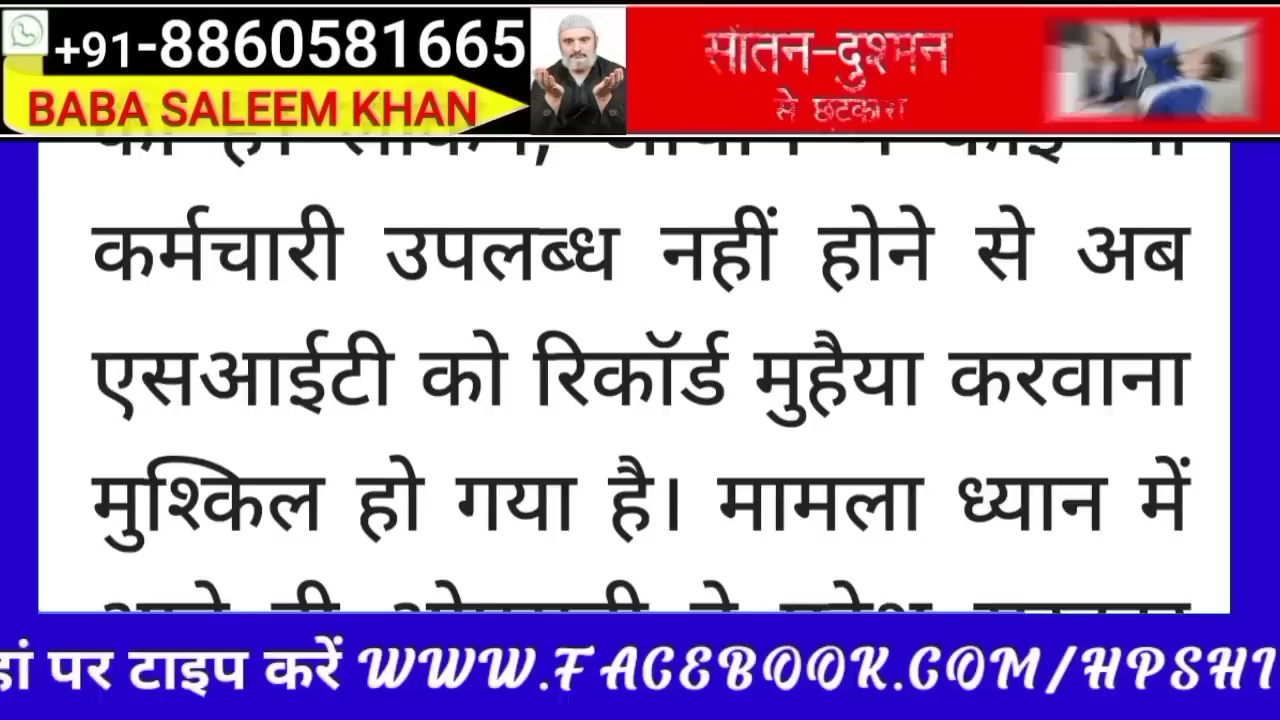 +91-8860581665
BABA SALEEM KHAN
सौतन-दुश्मन
से छुटकारा
कर्मचारी उपलब्ध नहीं होने से अब
एसआईटी को रिकॉर्ड मुहैया करवाना
मुश्किल हो गया है। मामला ध्यान में
पर टाइप करें WWW.FACEBOOK.COM/HPSHI